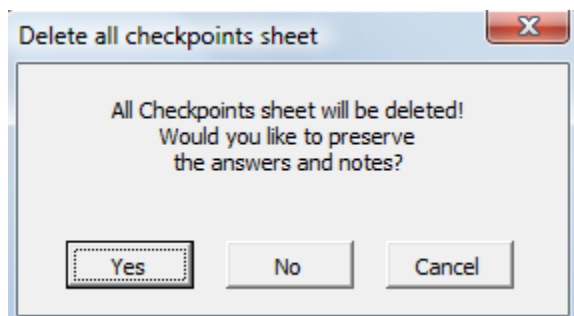 Delete all checkpoints sheet
All Checkpoints sheet will be deleted!
Would you like to preserve
the answers and notes?
Yes
No
Cancel